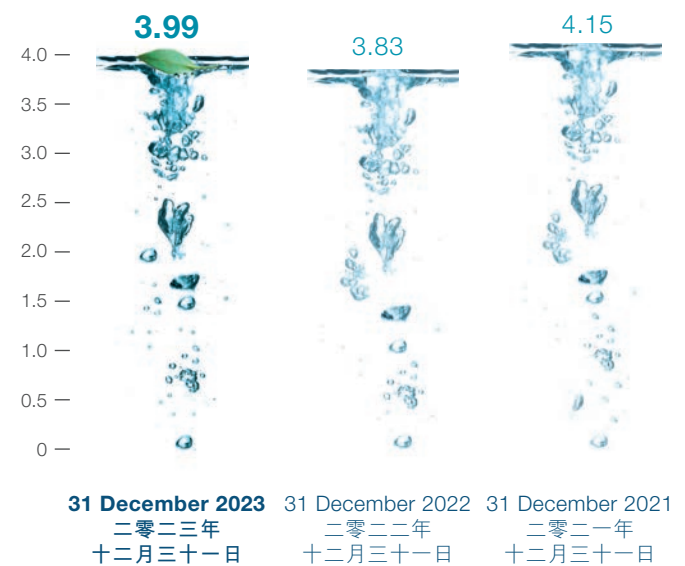 3.99
3.83
4.15
4.0
3.5
3.0
2.5
2.0
1.5
1.0
0.5
0
31 December 2023
二零二三年
十二月三十一日
31 December 2022
二零二二年
十二月三十一日
31 December 2021
二零二一年
十二月三十一日